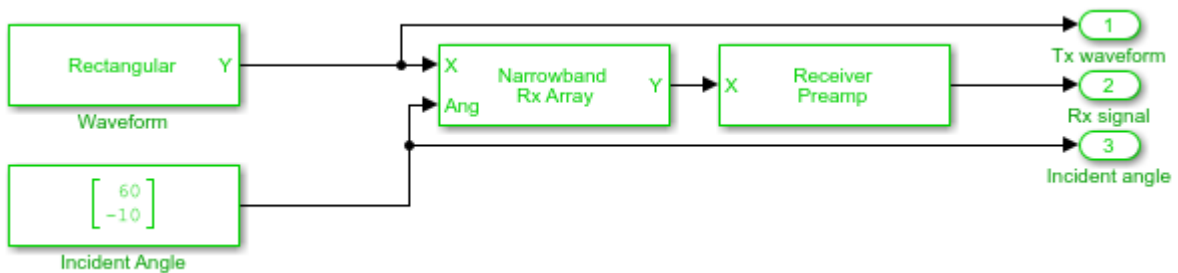 Rectangular
Y
Waveform
X
Ang
Narrowband
Rx Array
Y
X
Receiver
Preamp
1
Tx waveform
2
Rx signal
3
Incident angle
60
-10
Incident Angle